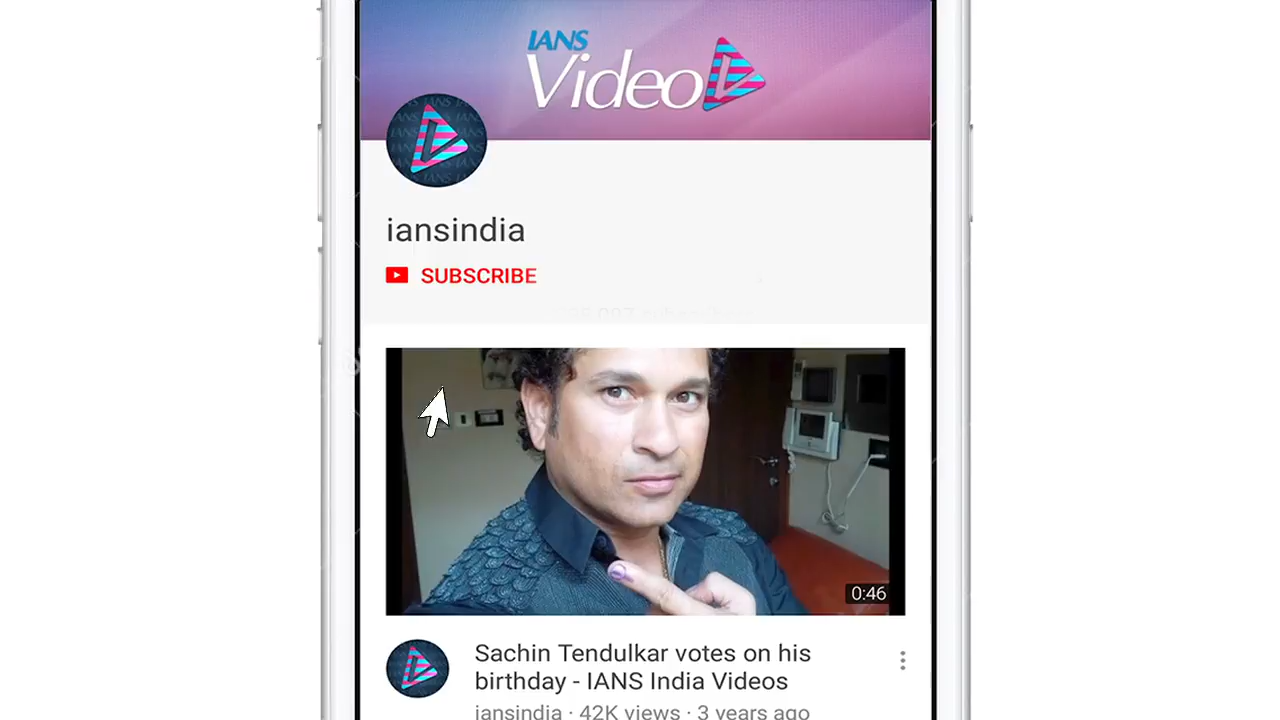 IANS
Video
iansindia
SUBSCRIBE
0:46
Sachin Tendulkar votes on his
birthday - IANS India Videos
iansindia · 42K views · 3 years ago